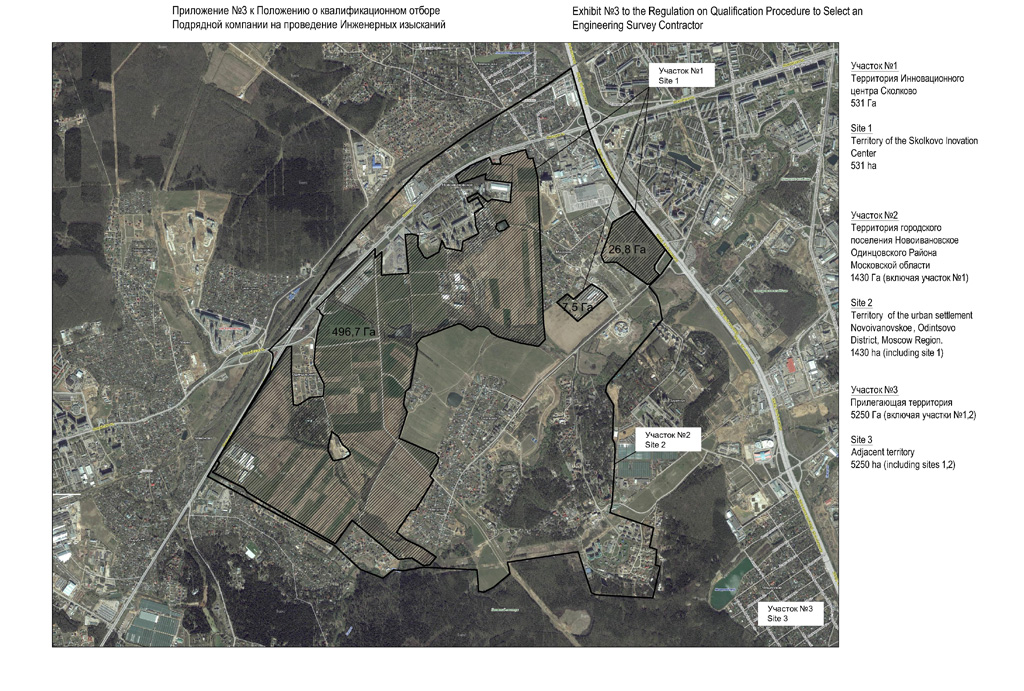 Приложение №3 к Положению о квалификационном отборе
Подрядной компании на проведение Инженерных изысканий
Exhibit №3 to the Regulation on Qualification Procedure to Select an
Engineering Survey Contractor
Участок №1
Site 1
26,8 Га
7,5 Га
496,7 Га
Участок №2
Site 2
Участок №3
Site 3
Участок №1
Территория Инновационного
центра Сколково
531 Га
Site 1
Territory of the Skolkovo Inovation
Center
531 ha
Участок №2
Территория городского
поселения Новоивановское
Одинцовского Района
Московской области
1430 Га (включая участок №1)
Site 2
Territory of the urban settlement
Novoivanovskoe, Odintsovo
District, Moscow Region.
1430 ha (including site 1)
Участок №3
Прилегающая территория
5250 Га (включая участки №1,2)
Site 3
Adjacent territory
5250 ha (including sites 1,2)